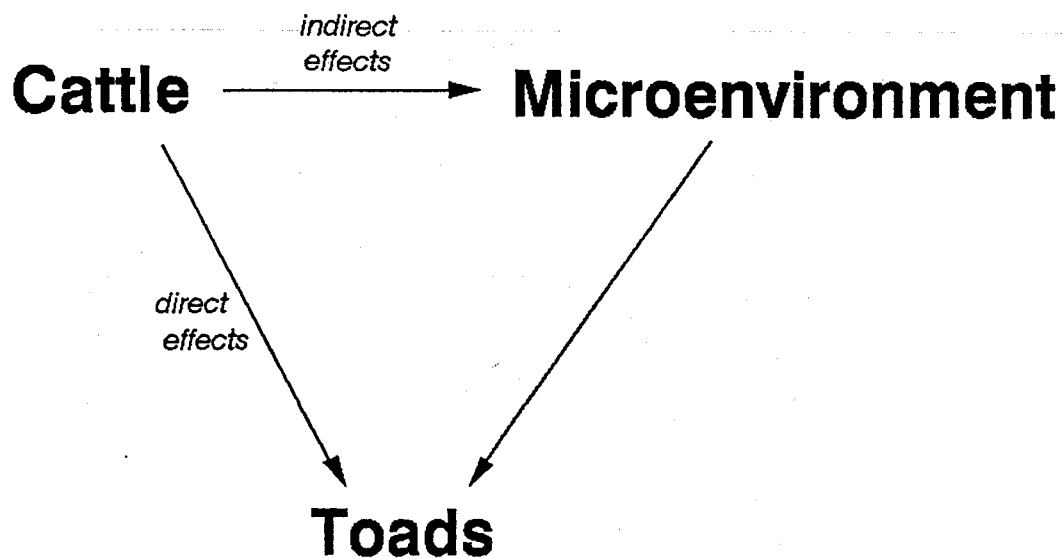 indirect
effects
Cattle
Microenvironment
direct
effects
Toads